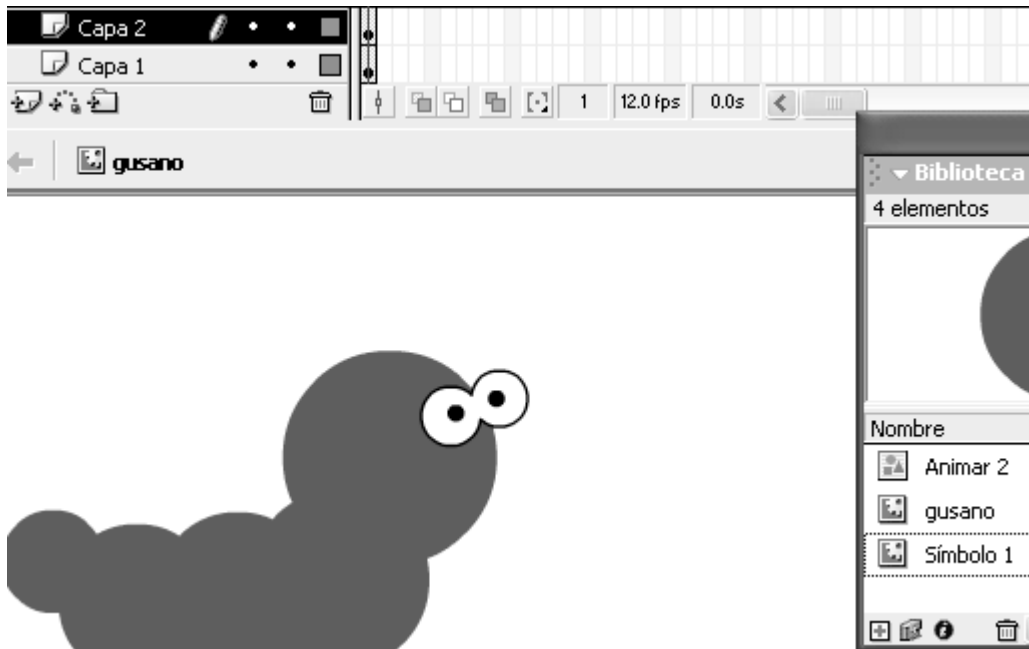 Capa 2
Capa 1
1 12.0 fps 0.0s
gusano
Biblioteca
4 elementos
Nombre
Animar 2
gusano
Símbolo 1